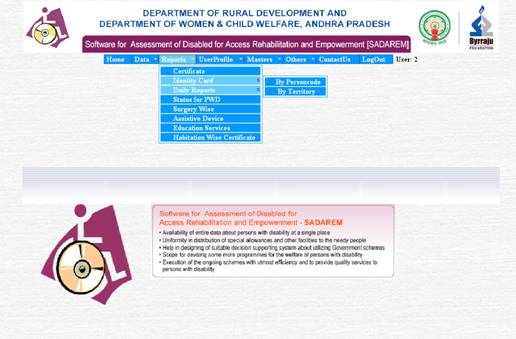 DEPARTMENT OF RURAL DEVELOPMENT AND
DEPARTMENT OF WOMEN & CHILD WELFARE, ANDHRA PRADESH
Software for Assessment of Disabled for Access Rehabilitation and Empowerment [SADAREM]
Byrraju
FOUNDATION
Home Data Reports UserProfile Masters Others ContactUs LogOut User: 2
Certificate
Identity Card
By Personcode
Daily Reports
By Territory
Status for PWD
Surgery Wise
Assistive Device
Education Services
Habitation Wise Certificate
Software for Assessment of Disabled for
Access Rehabilitation and Empowerment - SADAREM
• Availability of entire data about persons with disability at a single place
• Uniformity in distribution of special allowances and other facilities to the needy people
• Help in designing of suitable decision supporting system about utilizing Government schemes
• Scope for devising some more programmes for the welfare of persons with disability
• Execution of the ongoing schemes with utmost efficiency and to provide quality services to
persons with disability